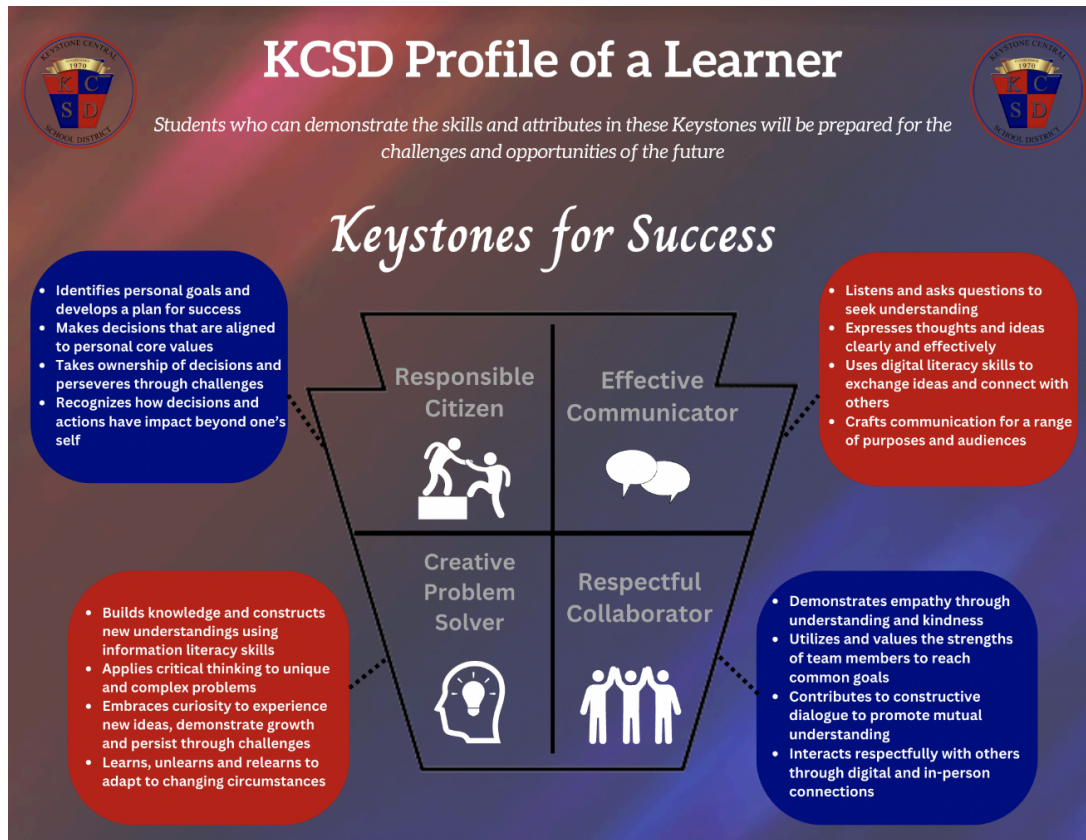 KEYSTONE CENTRAL
ESTABLISHED
1970
K C
S D
SCHOOL DISTRICT
KCSD Profile of a Learner
Students who can demonstrate the skills and attributes in these Keystones will be prepared for the
challenges and opportunities of the future
KEYSTONE CENTRAL
ESTABLISHED
1970
K C
S D
SCHOOL DISTRICT
Keystones for Success
• Identifies personal goals and
develops a plan for success
• Makes decisions that are aligned
to personal core values
• Takes ownership of decisions and
perseveres through challenges
• Recognizes how decisions and
actions have impact beyond one's
self
Responsible
Citizen
Effective
Communicator
• Listens and asks questions to
seek understanding
• Expresses thoughts and ideas
clearly and effectively
• Uses digital literacy skills to
exchange ideas and connect with
others
• Crafts communication for a range
of purposes and audiences
• Builds knowledge and constructs
new understandings using
information literacy skills
• Applies critical thinking to unique
and complex problems
• Embraces curiosity to experience
new ideas, demonstrate growth
and persist through challenges
• Learns, unlearns and relearns to
adapt to changing circumstances
Creative
Problem
Solver
Respectful
Collaborator
• Demonstrates empathy through
understanding and kindness
• Utilizes and values the strengths
of team members to reach
common goals
• Contributes to constructive
dialogue to promote mutual
understanding
• Interacts respectfully with others
through digital and in-person
connections